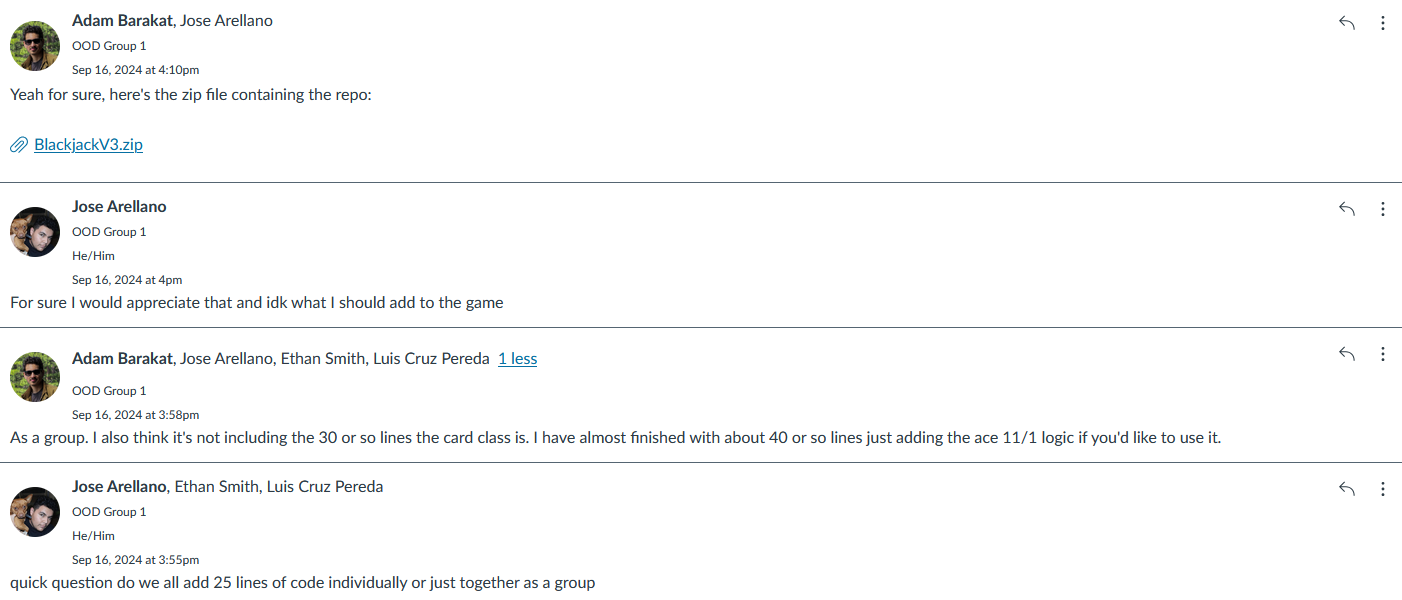 Adam Barakat, Jose Arellano
OOD Group 1
Sep 16, 2024 at 4:10pm
Yeah for sure, here's the zip file containing the repo:
BlackjackV3.zip
Jose Arellano
OOD Group 1
He/Him
Sep 16, 2024 at 4pm
For sure I would appreciate that and idk what I should add to the game
Adam Barakat, Jose Arellano, Ethan Smith, Luis Cruz Pereda 1 less
OOD Group 1
Sep 16, 2024 at 3:58pm
As a group. I also think it's not including the 30 or so lines the card class is. I have almost finished with about 40 or so lines just adding the ace 11/1 logic if you'd like to use it.
Jose Arellano, Ethan Smith, Luis Cruz Pereda
OOD Group 1
He/Him
Sep 16, 2024 at 3:55pm
quick question do we all add 25 lines of code individually or just together as a group